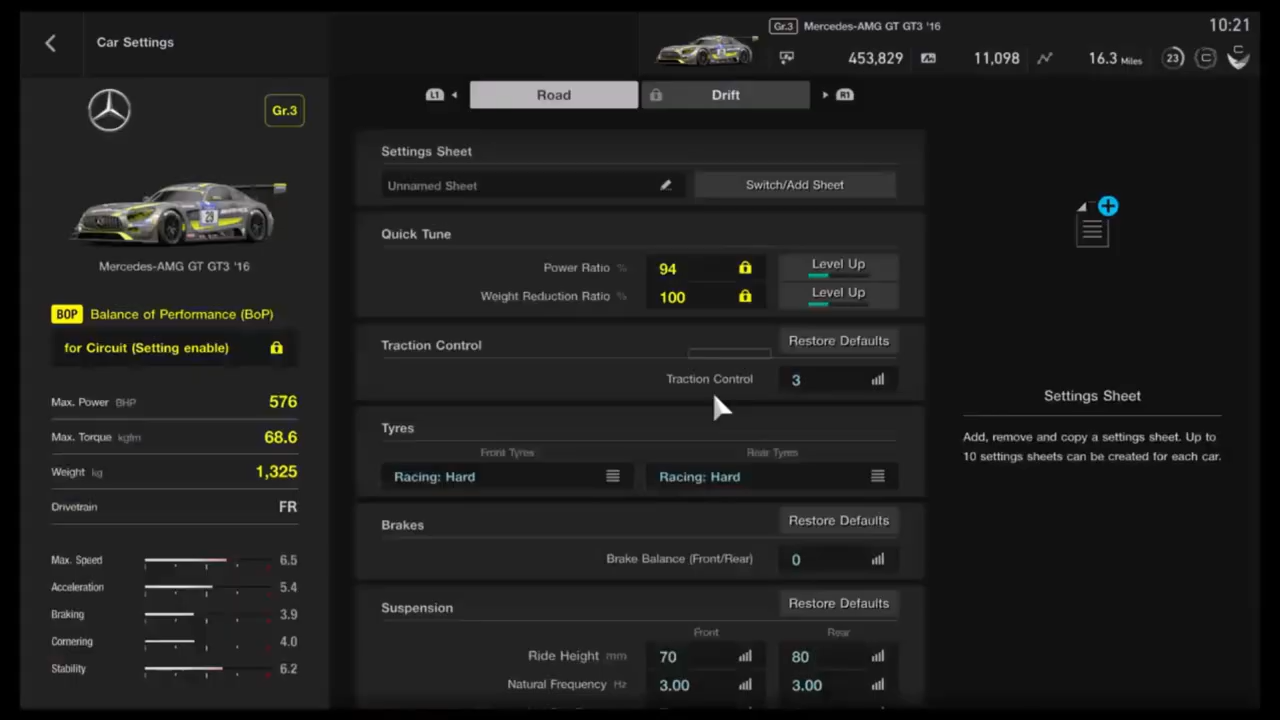 Car Settings
Gr.3 Mercedes-AMG GT GT3 '16
10:21
453,829
11,098
16.3 Miles
23
C
C
L1
Road
Drift
R1
Gr.3
29
Mercedes-AMG GT GT3 '16
BOP Balance of Performance (BoP)
for Circuit (Setting enable)
Max. Power BHP 576
Max. Torque kgfm 68.6
Weight kg 1,325
Drivetrain FR
Max. Speed 6.5
Acceleration 5.4
Braking 3.9
Cornering 4.0
Stability 6.2
Settings Sheet
Unnamed Sheet
Switch/Add Sheet
Quick Tune
Power Ratio % 94 Level Up
Weight Reduction Ratio % 100 Level Up
Traction Control Restore Defaults
Traction Control 3
Tyres
Front Tyres Rear Tyres
Racing: Hard Racing: Hard
Brakes Restore Defaults
Brake Balance (Front/Rear) 0
Suspension Restore Defaults
Front Rear
Ride Height mm 70 80
Natural Frequency Hz 3.00 3.00
Settings Sheet
Add, remove and copy a settings sheet. Up to
10 settings sheets can be created for each car.